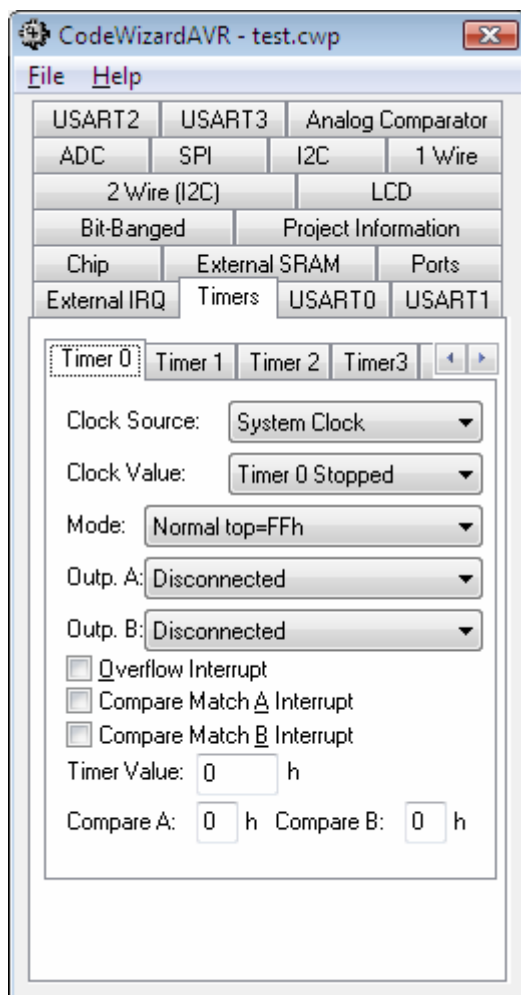 CodeWizardAVR - test.cwp
File Help
USART2 USART3 Analog Comparator
ADC SPI I2C 1 Wire
2 Wire (I2C) LCD
Bit-Banged Project Information
Chip External SRAM Ports
External IRQ Timers USART0 USART1
Timer 0 Timer 1 Timer 2 Timer3
Clock Source: System Clock
Clock Value: Timer 0 Stopped
Mode: Normal top=FFh
Outp. A: Disconnected
Outp. B: Disconnected
Overflow Interrupt
Compare Match A Interrupt
Compare Match B Interrupt
Timer Value: 0 h
Compare A: 0 h Compare B: 0 h